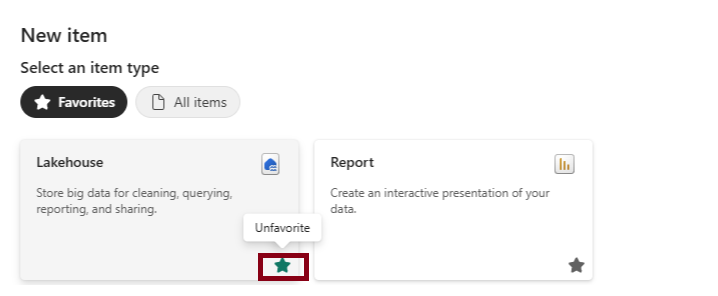 New item
Select an item type
Favorites
All items
Lakehouse
Store big data for cleaning, querying,
reporting, and sharing.
Unfavorite
Report
Create an interactive presentation of your
data.